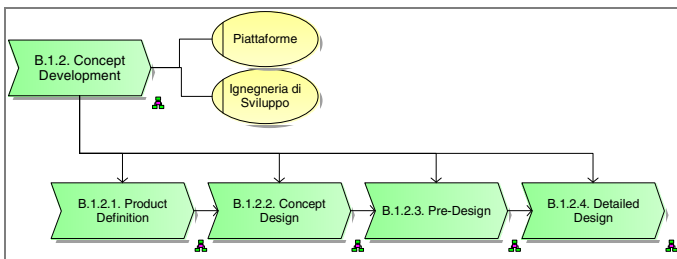 Piattaforme
B.1.2. Concept
Development
Ignegneria di
Sviluppo
B.1.2.1. Product
Definition
B.1.2.2. Concept
Design
B.1.2.3. Pre-Design
B.1.2.4. Detailed
Design